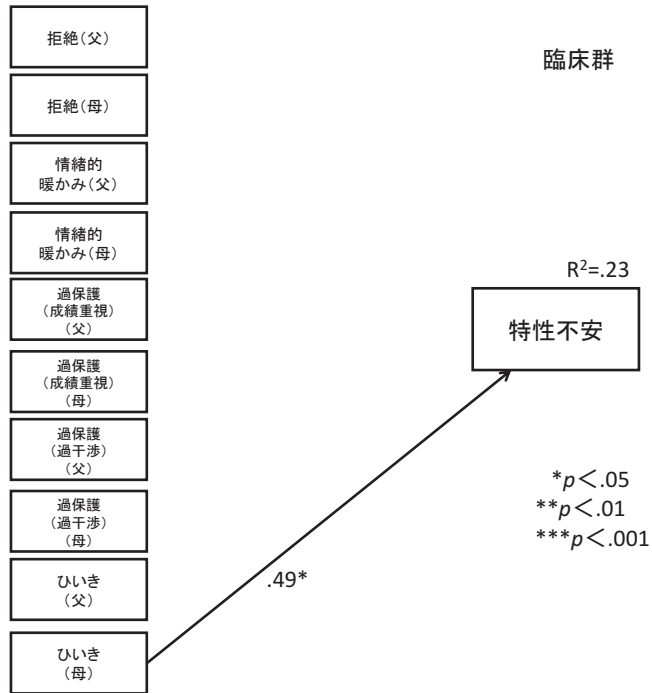 拒絶(父)
臨床群
拒絶(母)
情緒的
暖かみ(父)
情緒的
暖かみ(母)
過保護
(成績重視)
(父)
R²=.23
特性不安
過保護
(成績重視)
(母)
過保護
(過干渉)
(父)
過保護
(過干渉)
(母)
*p<.05
**p<.01
***p<.001
ひいき
(父)
.49*
ひいき
(母)